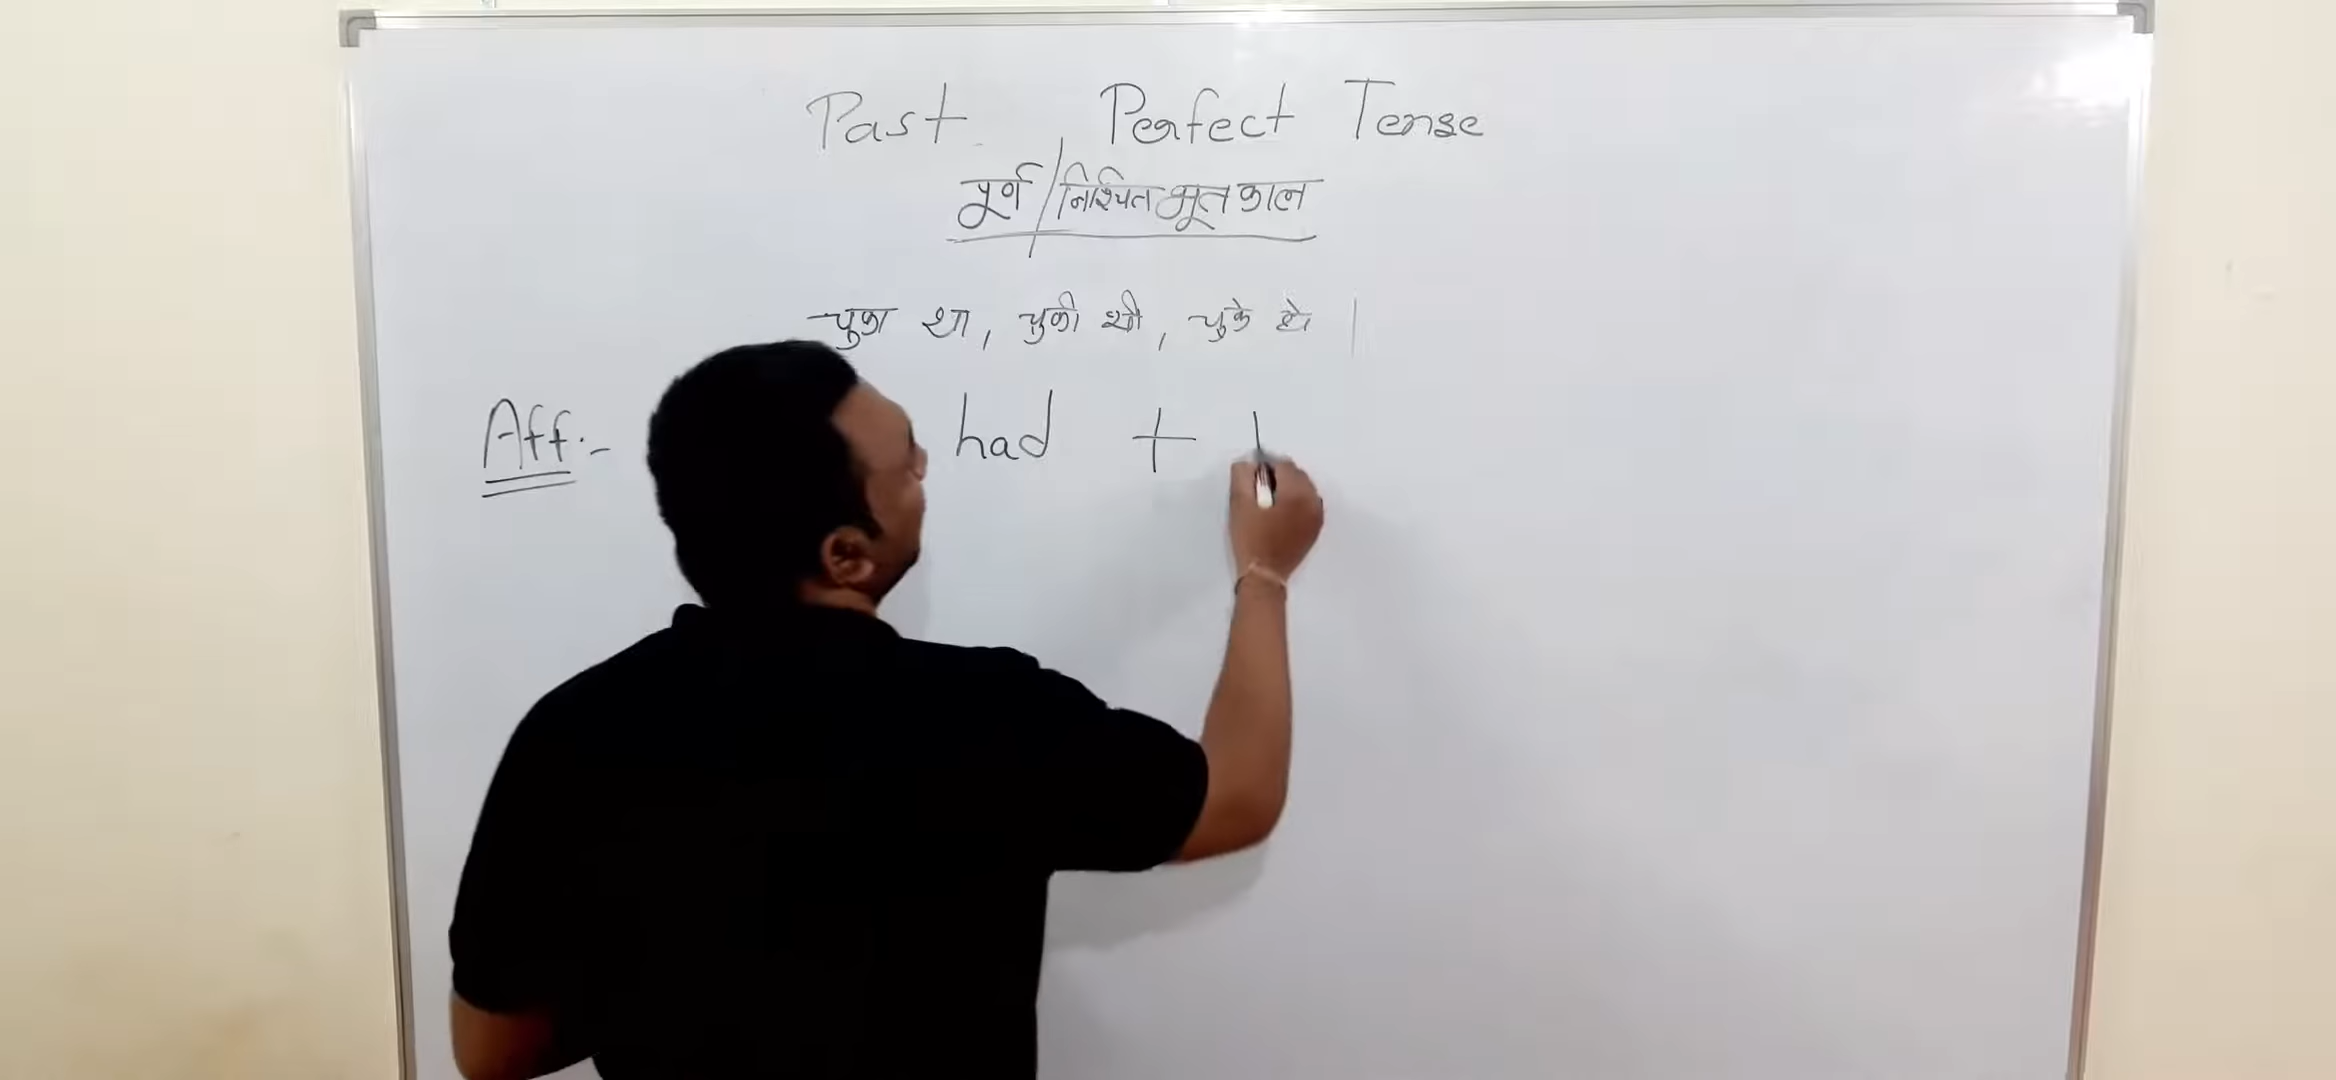 Past Perfect Tense
पूर्ण/निश्चित भूतकाल
चुका था, चुकी थी, चुके थे।
Aff:- had +